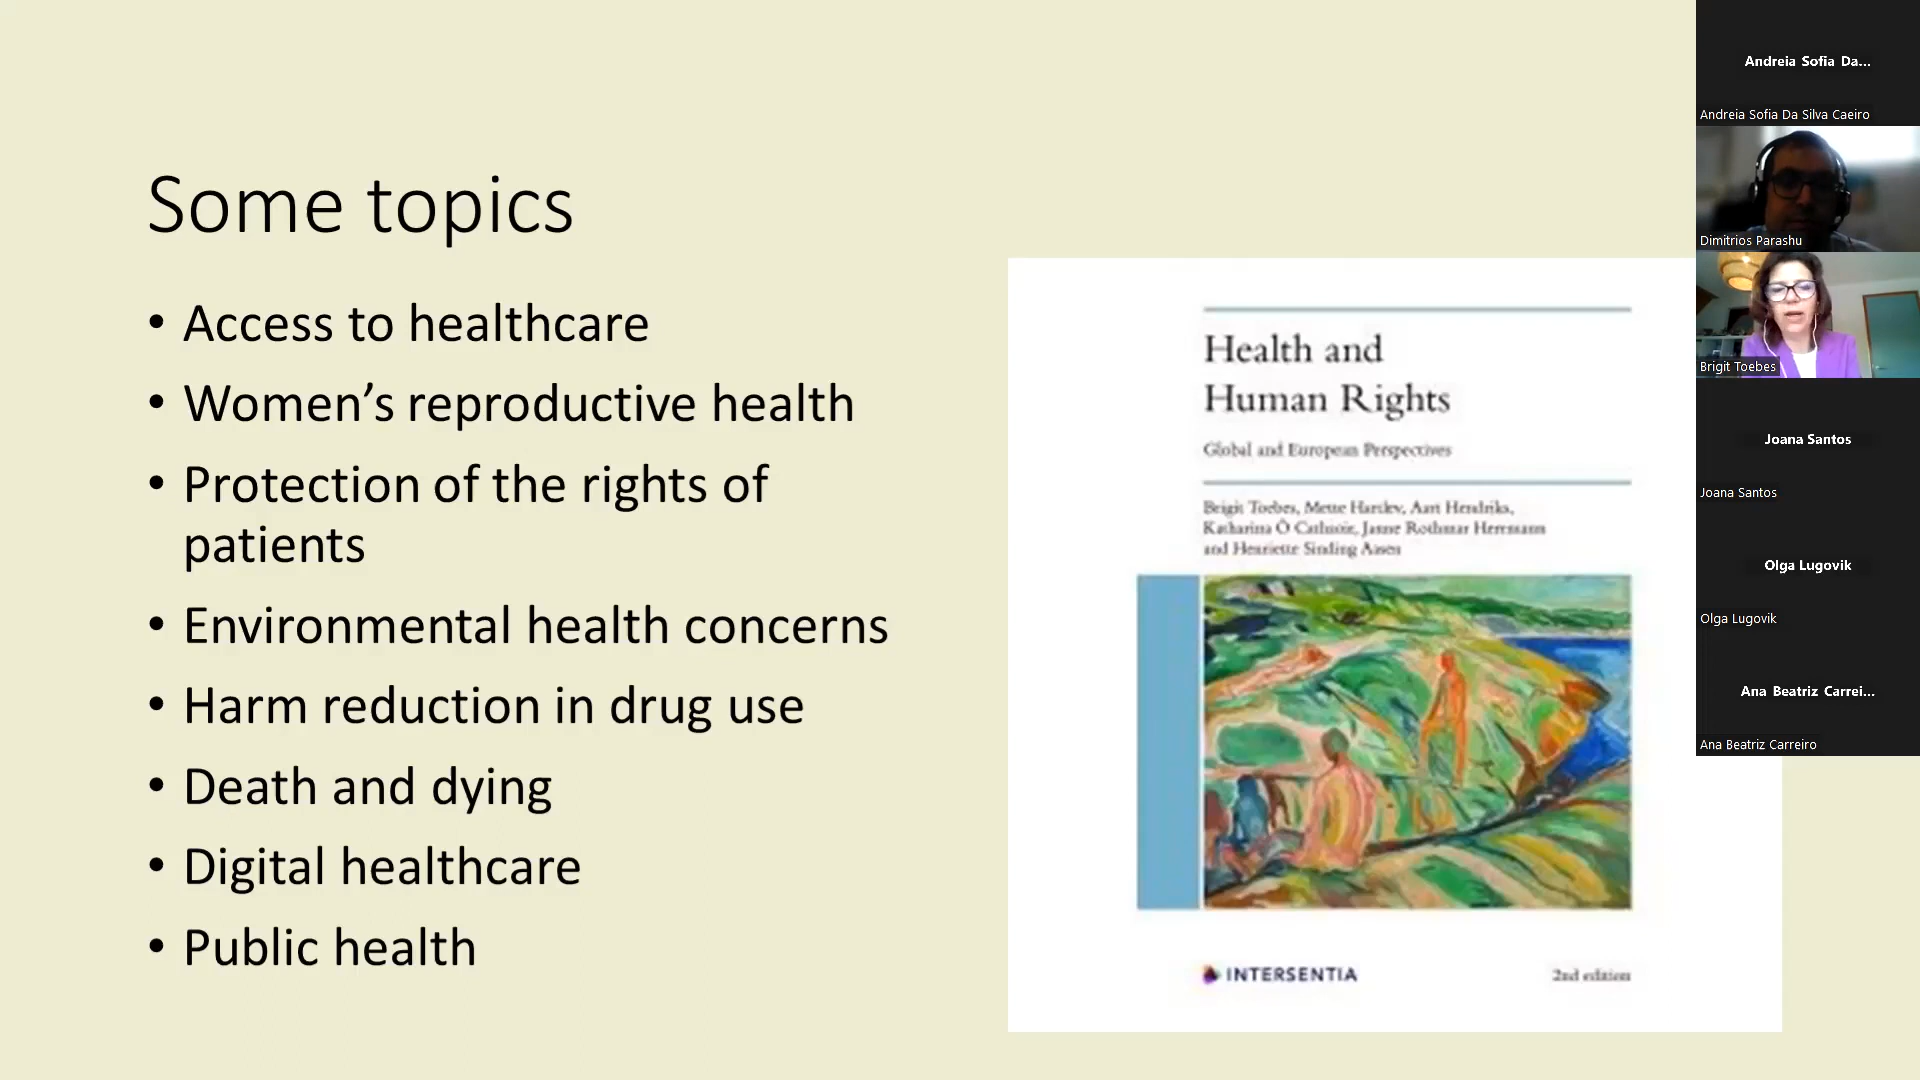 Some topics
• Access to healthcare
• Women’s reproductive health
• Protection of the rights of
patients
• Environmental health concerns
• Harm reduction in drug use
• Death and dying
• Digital healthcare
• Public health
Health and
Human Rights
Global and European Perspectives
Brigit Toebes, Mette Hartlev, Aart Hendriks,
Katharina Ó Cathaoir, Janne Rothmar Herrmann
and Henriette Sinding Aasen
INTERSENTIA
2nd edition
Andreia Sofia Da...
Andreia Sofia Da Silva Caeiro
Dimitrios Parashu
Brigit Toebes
Joana Santos
Joana Santos
Olga Lugovik
Olga Lugovik
Ana Beatriz Carrei...
Ana Beatriz Carreiro